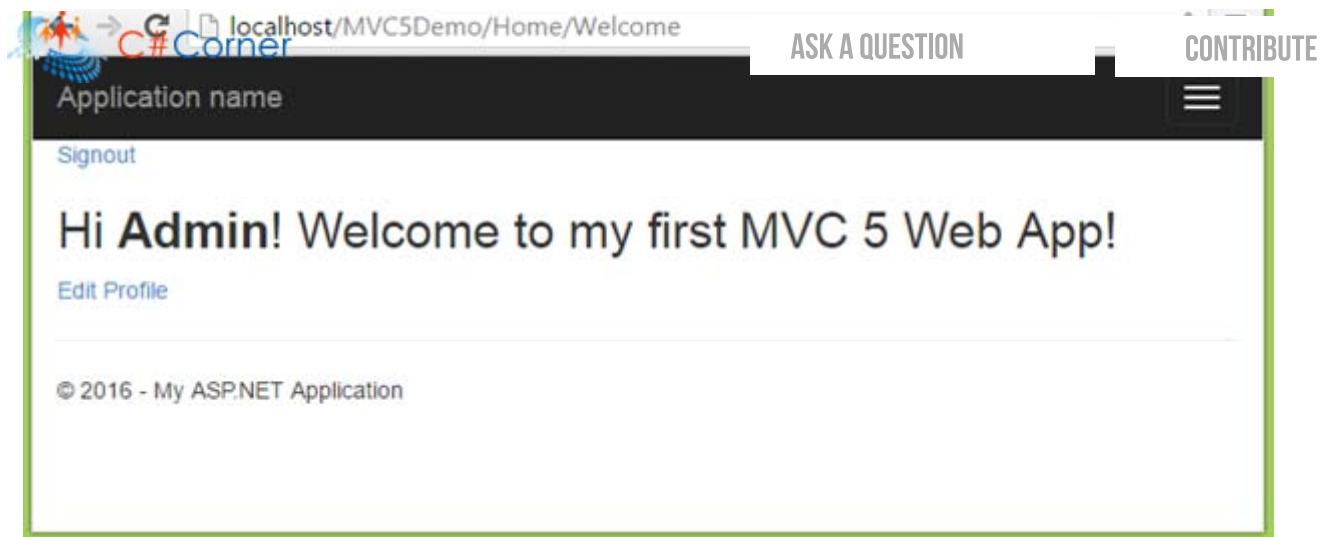 localhost/MVC5Demo/Home/Welcome
C# Corner
ASK A QUESTION
CONTRIBUTE
Application name
Signout
Hi Admin! Welcome to my first MVC 5 Web App!
Edit Profile
© 2016 - My ASP.NET Application